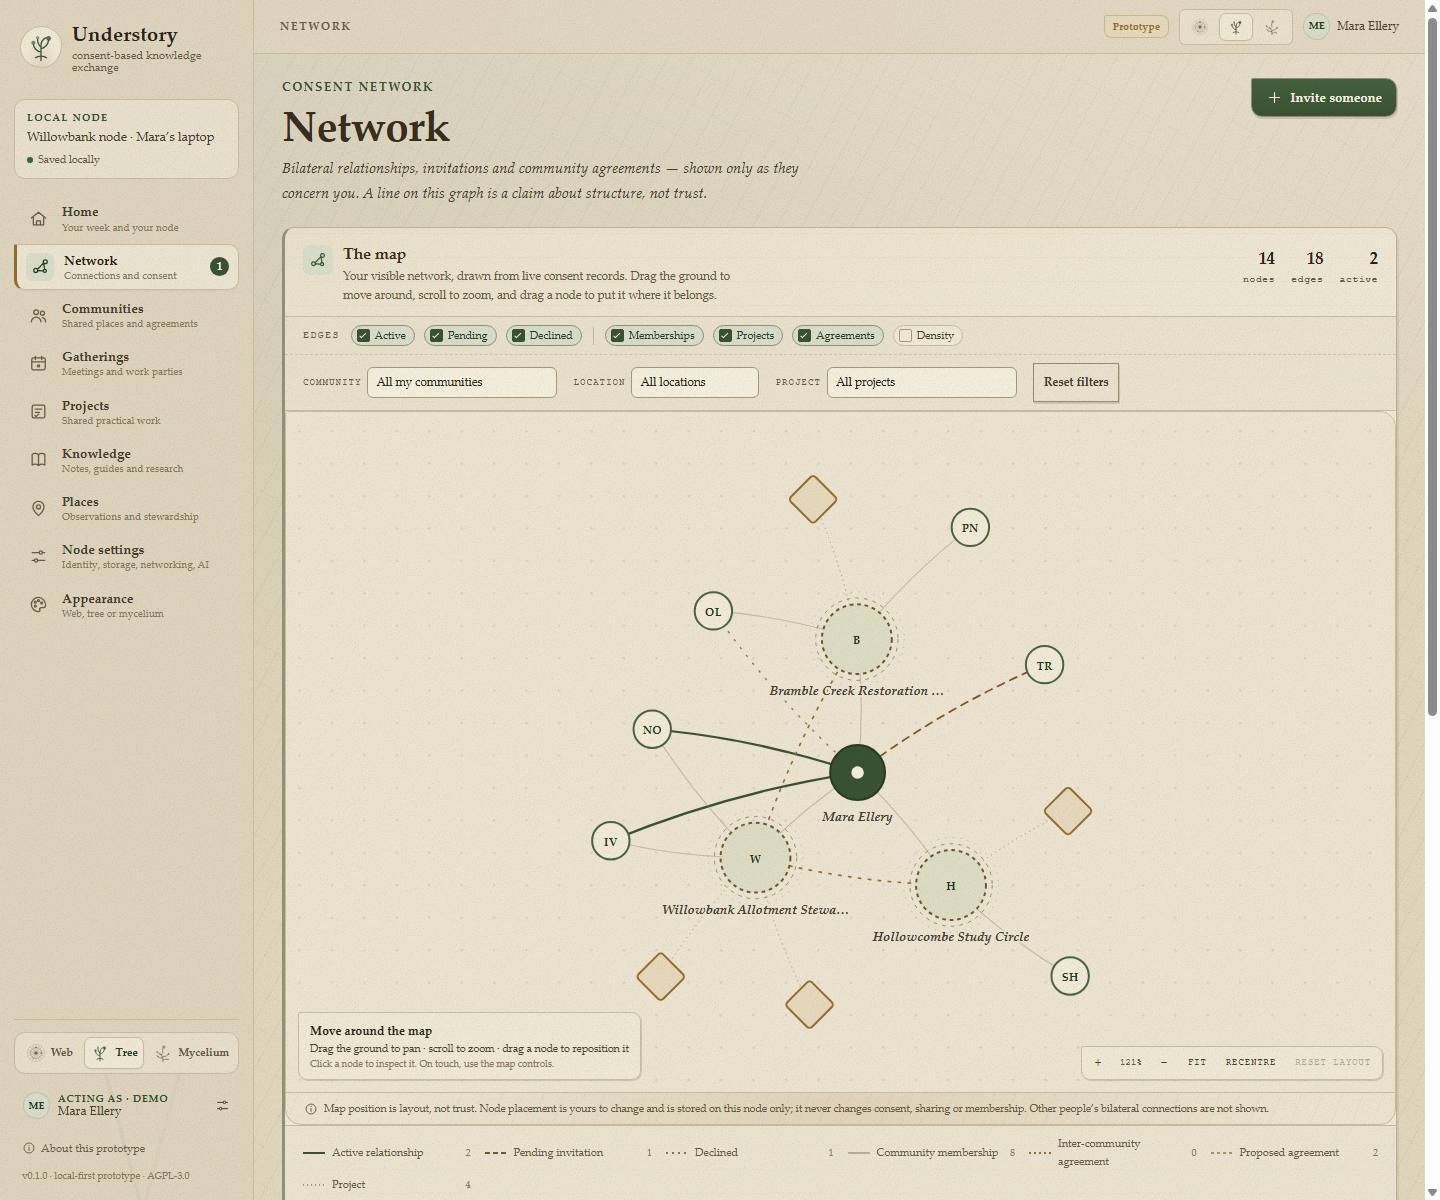 Understory
consent-based knowledge
exchange
LOCAL NODE
Willowbank node · Mara's laptop
Saved locally
Home
Your week and your node
Network
Connections and consent
1
Communities
Shared places and agreements
Gatherings
Meetings and work parties
Projects
Shared practical work
Knowledge
Notes, guides and research
Places
Observations and stewardship
Node settings
Identity, storage, networking, AI
Appearance
Web, tree or mycelium
Web
Tree
Mycelium
ME
ACTING AS · DEMO
Mara Ellery
About this prototype
v0.1.0 · local-first prototype · AGPL-3.0
NETWORK
Prototype
ME
Mara Ellery
CONSENT NETWORK
Network
Bilateral relationships, invitations and community agreements — shown only as they
concern you. A line on this graph is a claim about structure, not trust.
Invite someone
The map
Your visible network, drawn from live consent records. Drag the ground to
move around, scroll to zoom, and drag a node to put it where it belongs.
14
nodes
18
edges
2
active
EDGES
Active
Pending
Declined
Memberships
Projects
Agreements
Density
COMMUNITY
All my communities
LOCATION
All locations
PROJECT
All projects
Reset filters
PN
OL
B
Bramble Creek Restoration …
TR
NO
Mara Ellery
IV
W
Willowbank Allotment Stewa…
H
Hollowcombe Study Circle
SH
Move around the map
Drag the ground to pan · scroll to zoom · drag a node to reposition it
Click a node to inspect it. On touch, use the map controls.
+
121%
−
FIT
RECENTRE
RESET LAYOUT
Map position is layout, not trust. Node placement is yours to change and is stored on this node only; it never changes consent, sharing or membership. Other people's bilateral connections are not shown.
Active relationship 2
Pending invitation 1
Declined 1
Community membership 8
Inter-community
agreement 0
Proposed agreement 2
Project 4